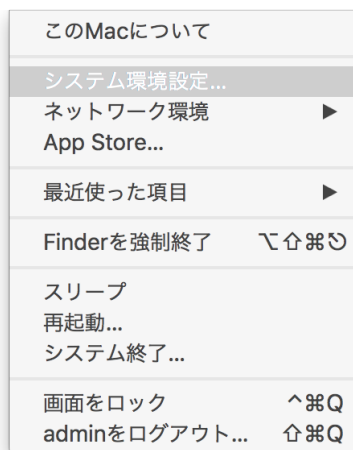 このMacについて
システム環境設定...
ネットワーク環境 ▶
App Store...
最近使った項目 ▶
Finderを強制終了 ⌥⇧⌘⎋
スリープ
再起動...
システム終了...
画面をロック ^⌘Q
adminをログアウト... ⇧⌘Q